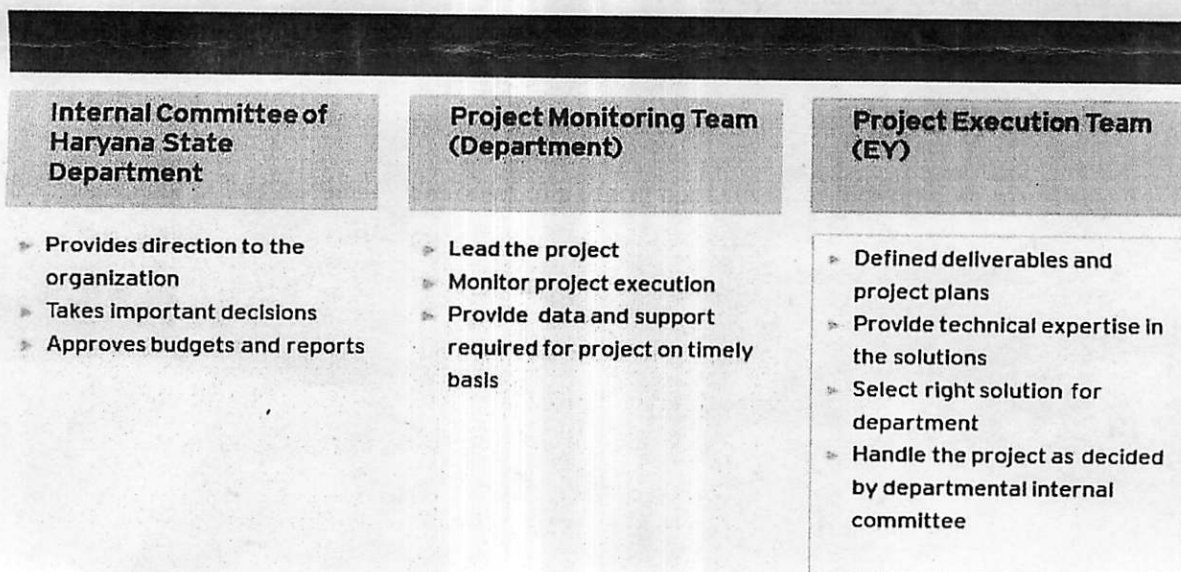 Internal Committee of
Haryana State
Department
Provides direction to the
organization
Takes important decisions
Approves budgets and reports
Project Monitoring Team
(Department)
Lead the project
Monitor project execution
Provide data and support
required for project on timely
basis
Project Execution Team
(EY)
Defined deliverables and
project plans
Provide technical expertise in
the solutions
Select right solution for
department
Handle the project as decided
by departmental internal
committee